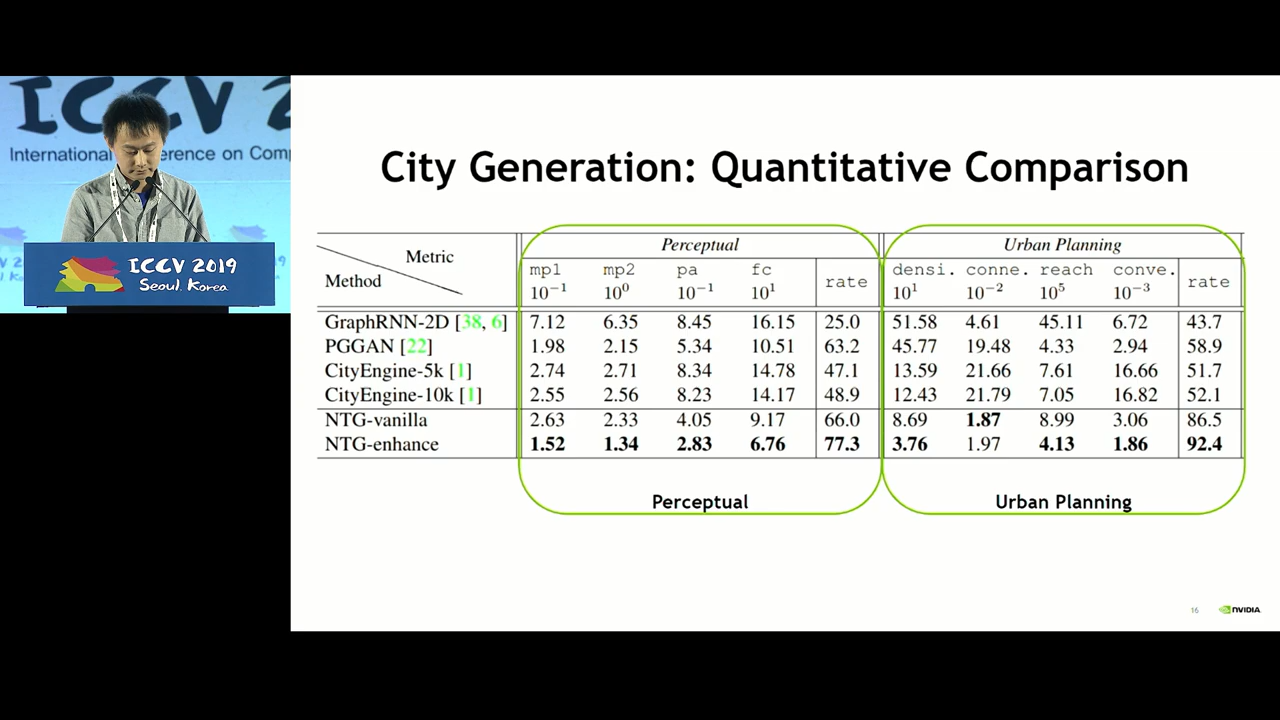 ICCV 2
International erence on Comp
ICCV 2019
Seoul, Korea
City Generation: Quantitative Comparison
Metric
Method
Perceptual
Urban Planning
mp1 mp2 pa fc rate densi. conne. reach conve. rate
10⁻¹ 10⁰ 10⁻¹ 10¹ 10¹ 10⁻² 10⁵ 10⁻³
GraphRNN-2D [38, 6] 7.12 6.35 8.45 16.15 25.0 51.58 4.61 45.11 6.72 43.7
PGGAN [22] 1.98 2.15 5.34 10.51 63.2 45.77 19.48 4.33 2.94 58.9
CityEngine-5k [1] 2.74 2.71 8.34 14.78 47.1 13.59 21.66 7.61 16.66 51.7
CityEngine-10k [1] 2.55 2.56 8.23 14.17 48.9 12.43 21.79 7.05 16.82 52.1
NTG-vanilla 2.63 2.33 4.05 9.17 66.0 8.69 1.87 8.99 3.06 86.5
NTG-enhance 1.52 1.34 2.83 6.76 77.3 3.76 1.97 4.13 1.86 92.4
Perceptual
Urban Planning
16
NVIDIA